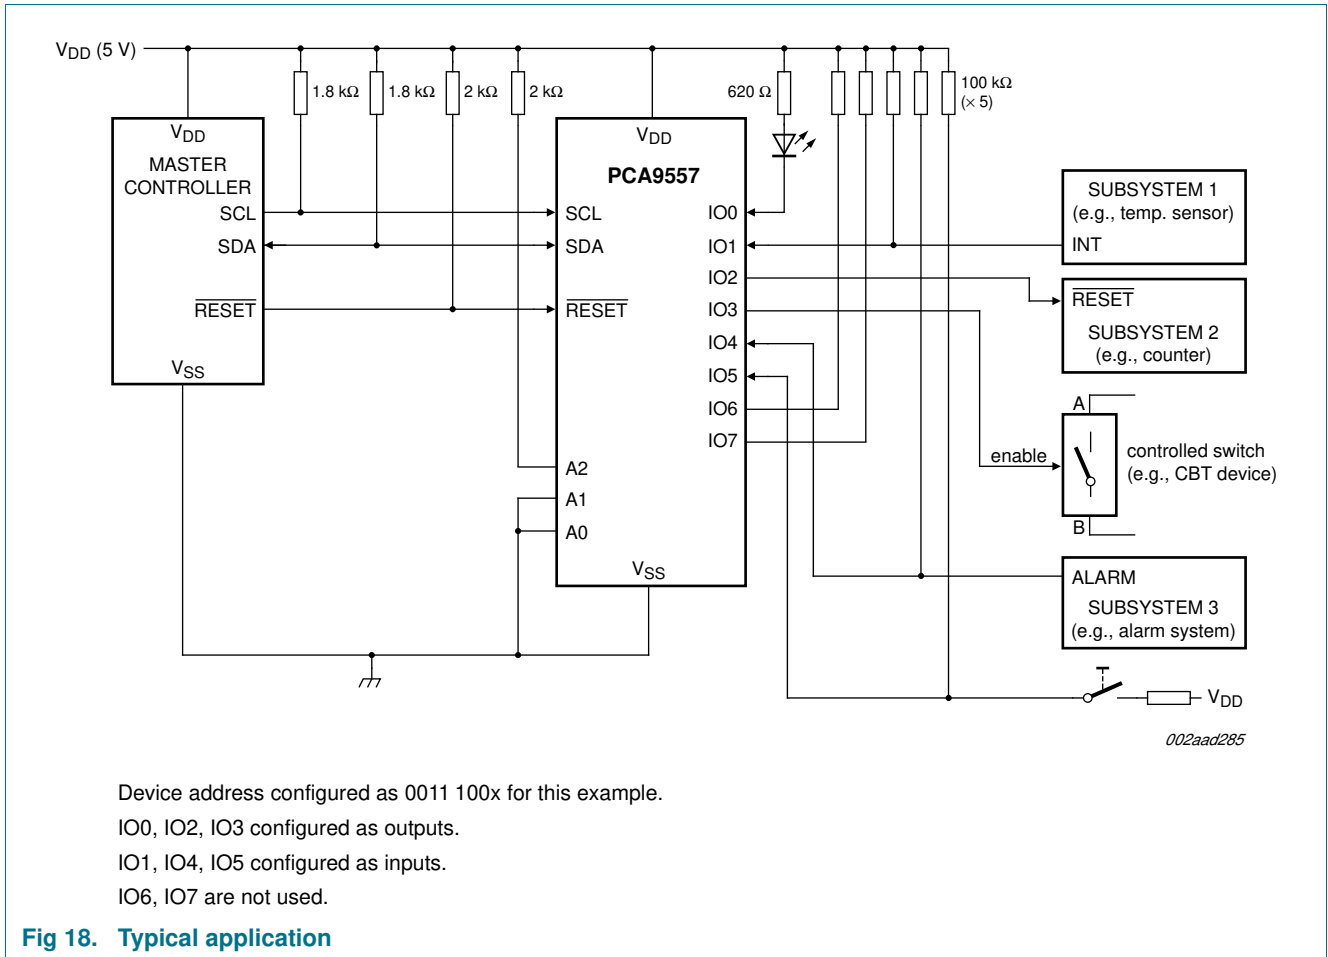 VDD (5 V)
1.8 kΩ
1.8 kΩ
2 kΩ
2 kΩ
620 Ω
100 kΩ
(× 5)
VDD
MASTER
CONTROLLER
SCL
SDA
RESET
VSS
VDD
PCA9557
SCL
SDA
RESET
A2
A1
A0
VSS
IO0
IO1
IO2
IO3
IO4
IO5
IO6
IO7
SUBSYSTEM 1
(e.g., temp. sensor)
INT
RESET
SUBSYSTEM 2
(e.g., counter)
A
enable
B
controlled switch
(e.g., CBT device)
ALARM
SUBSYSTEM 3
(e.g., alarm system)
VDD
002aad285
Device address configured as 0011 100x for this example.
IO0, IO2, IO3 configured as outputs.
IO1, IO4, IO5 configured as inputs.
IO6, IO7 are not used.
Fig 18. Typical application